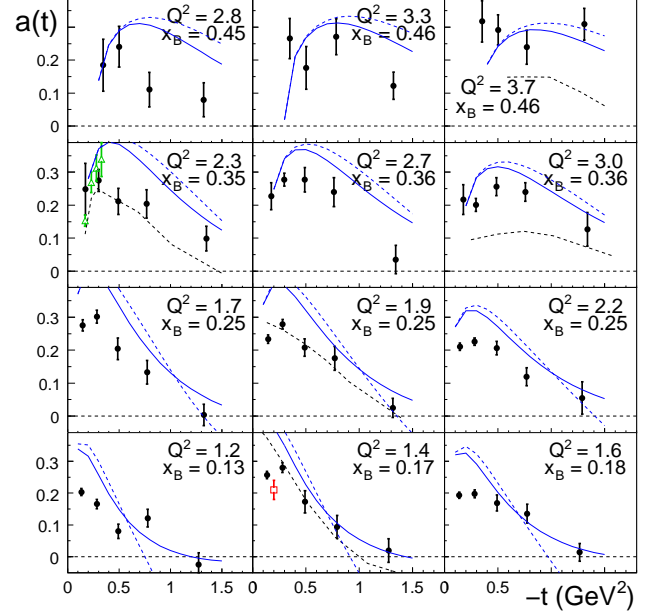 a(t)
Q² = 2.8
x_B = 0.45
Q² = 3.3
x_B = 0.46
Q² = 3.7
x_B = 0.46
0.3
0.2
0.1
0
Q² = 2.3
x_B = 0.35
Q² = 2.7
x_B = 0.36
Q² = 3.0
x_B = 0.36
0.3
0.2
0.1
0
Q² = 1.7
x_B = 0.25
Q² = 1.9
x_B = 0.25
Q² = 2.2
x_B = 0.25
0.3
0.2
0.1
0
Q² = 1.2
x_B = 0.13
Q² = 1.4
x_B = 0.17
Q² = 1.6
x_B = 0.18
0.3
0.2
0.1
0
0 0.5 1 1.5 0 0.5 1 1.5 0 0.5 1 1.5
−t (GeV²)